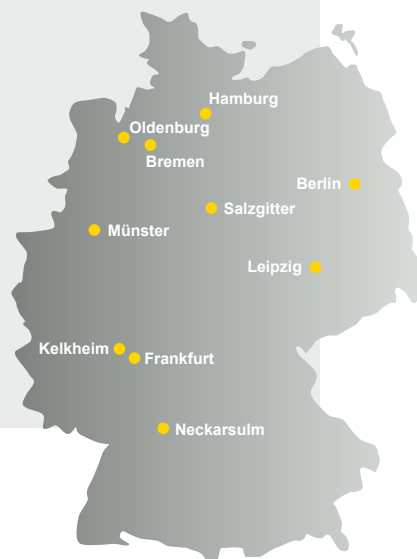 Hamburg
Oldenburg
Bremen
Berlin
Salzgitter
Münster
Leipzig
Kelkheim
Frankfurt
Neckarsulm